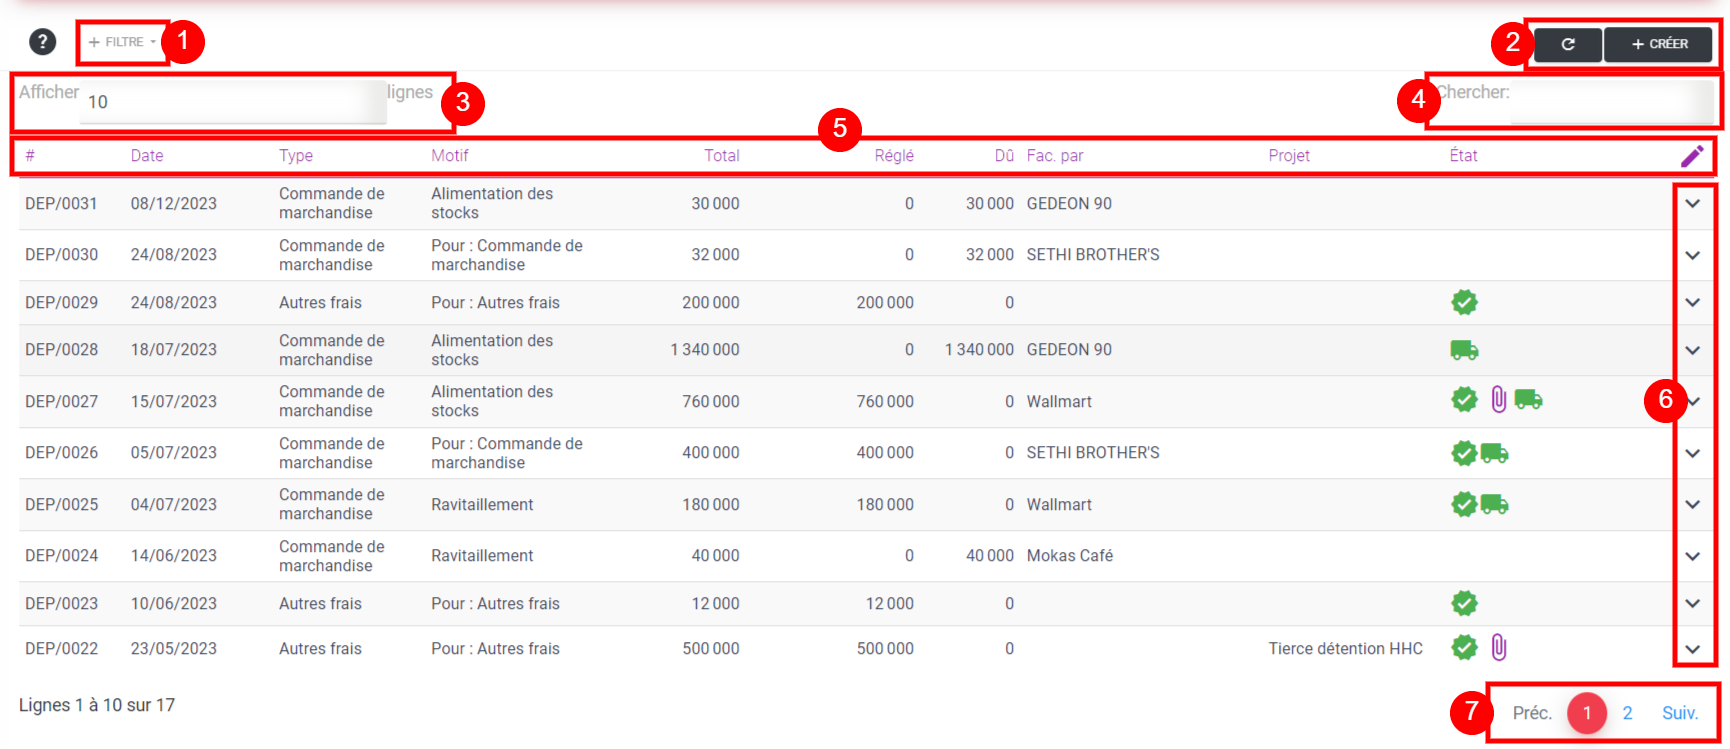 ? + FILTRE 1 2 + CRÉER
Afficher 10 lignes 3 4 Chercher:
5
# Date Type Motif Total Réglé Dû Fac. par Projet État
DEP/0031 08/12/2023 Commande de marchandise Alimentation des stocks 30 000 0 30 000 GEDEON 90
DEP/0030 24/08/2023 Commande de marchandise Pour : Commande de marchandise 32 000 0 32 000 SETHI BROTHER'S
DEP/0029 24/08/2023 Autres frais Pour : Autres frais 200 000 200 000 0
DEP/0028 18/07/2023 Commande de marchandise Alimentation des stocks 1 340 000 0 1 340 000 GEDEON 90
DEP/0027 15/07/2023 Commande de marchandise Alimentation des stocks 760 000 760 000 0 Wallmart 6
DEP/0026 05/07/2023 Commande de marchandise Pour : Commande de marchandise 400 000 400 000 0 SETHI BROTHER'S
DEP/0025 04/07/2023 Commande de marchandise Ravitaillement 180 000 180 000 0 Wallmart
DEP/0024 14/06/2023 Commande de marchandise Ravitaillement 40 000 0 40 000 Mokas Café
DEP/0023 10/06/2023 Autres frais Pour : Autres frais 12 000 12 000 0
DEP/0022 23/05/2023 Autres frais Pour : Autres frais 500 000 500 000 0 Tierce détention HHC
Lignes 1 à 10 sur 17 7 Préc. 1 2 Suiv.